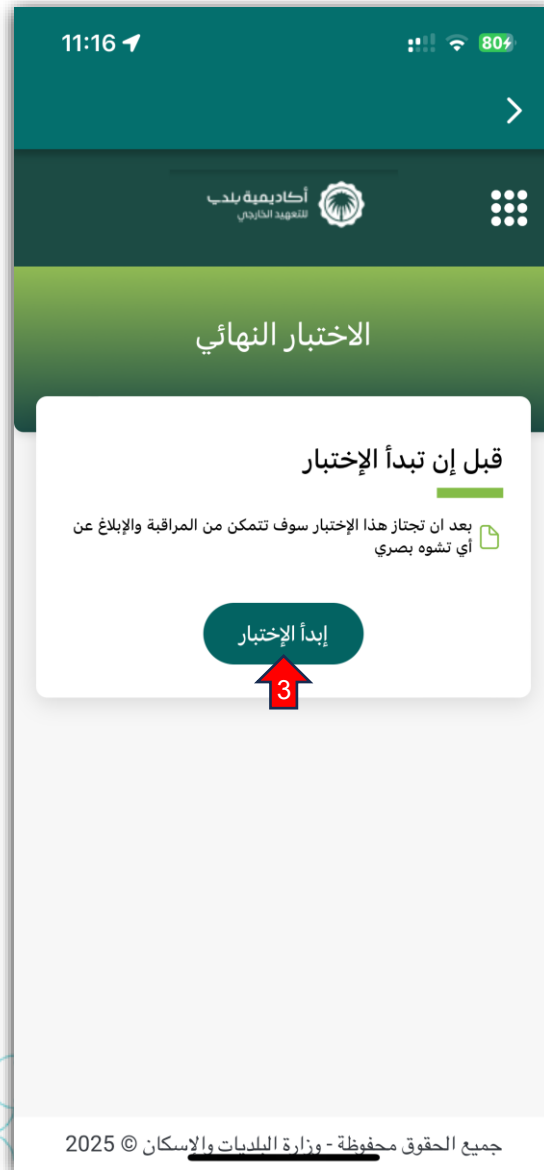 11:16
80
أكاديمية بلدي
للتعهيد الخارجي
الاختبار النهائي
قبل إن تبدأ الإختبار
بعد ان تجتاز هذا الإختبار سوف تتمكن من المراقبة والإبلاغ عن
أي تشوه بصري
إبدأ الإختبار
3
جميع الحقوق محفوظة - وزارة البلديات والإسكان © 2025